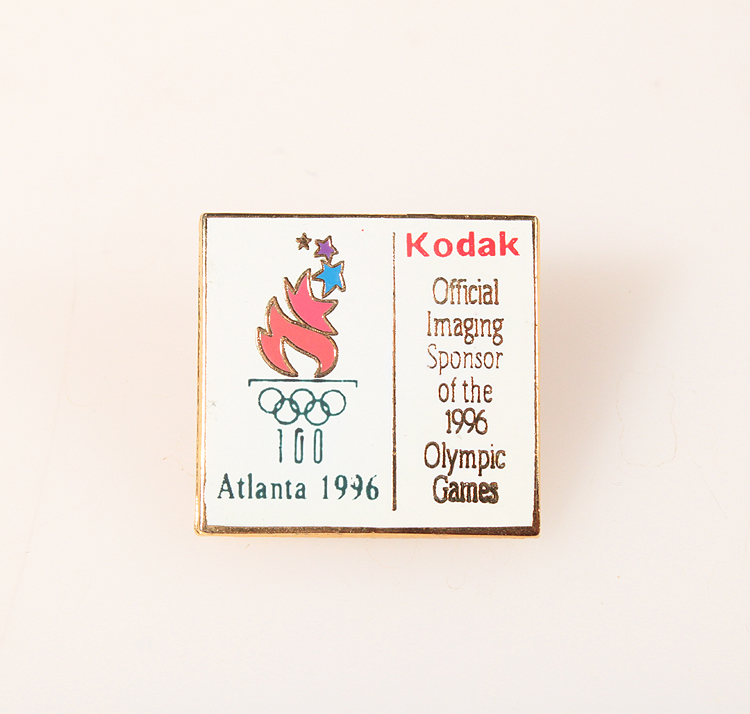 100
Atlanta 1996
Kodak
Official
Imaging
Sponsor
of the
1996
Olympic
Games